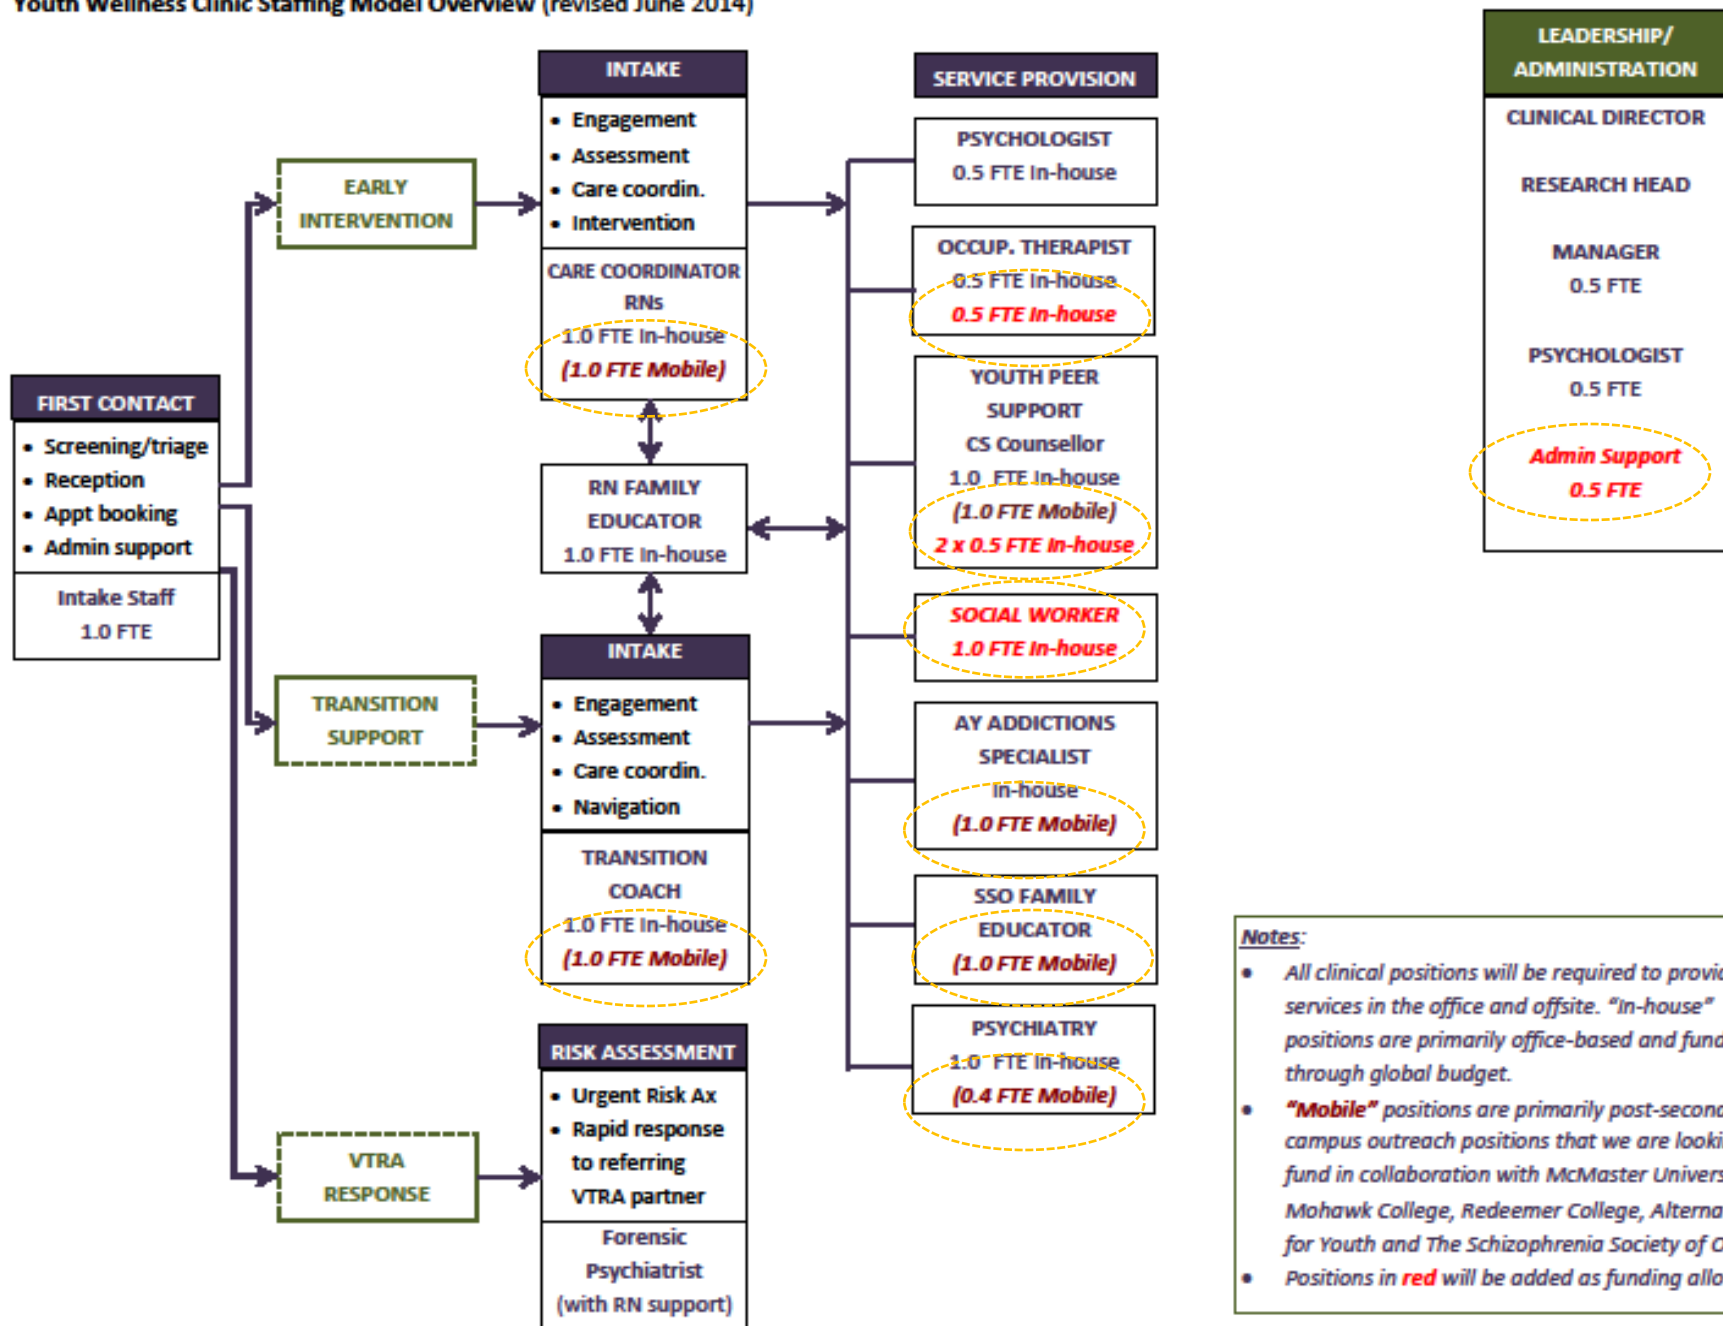 Youth Wellness Clinic Staffing Model Overview (revised June 2014)
FIRST CONTACT
• Screening/triage
• Reception
• Appt booking
• Admin support
Intake Staff
1.0 FTE
EARLY
INTERVENTION
TRANSITION
SUPPORT
VTRA
RESPONSE
INTAKE
• Engagement
• Assessment
• Care coordin.
• Intervention
CARE COORDINATOR
RNs
1.0 FTE In-house
(1.0 FTE Mobile)
RN FAMILY
EDUCATOR
1.0 FTE In-house
INTAKE
• Engagement
• Assessment
• Care coordin.
• Navigation
TRANSITION
COACH
1.0 FTE In-house
(1.0 FTE Mobile)
RISK ASSESSMENT
• Urgent Risk Ax
• Rapid response
to referring
VTRA partner
Forensic
Psychiatrist
(with RN support)
SERVICE PROVISION
PSYCHOLOGIST
0.5 FTE In-house
OCCUP. THERAPIST
0.5 FTE In-house
0.5 FTE In-house
YOUTH PEER
SUPPORT
CS Counsellor
1.0 FTE In-house
(1.0 FTE Mobile)
2 x 0.5 FTE In-house
SOCIAL WORKER
1.0 FTE In-house
AY ADDICTIONS
SPECIALIST
In-house
(1.0 FTE Mobile)
SSO FAMILY
EDUCATOR
(1.0 FTE Mobile)
PSYCHIATRY
1.0 FTE In-house
(0.4 FTE Mobile)
LEADERSHIP/
ADMINISTRATION
CLINICAL DIRECTOR
RESEARCH HEAD
MANAGER
0.5 FTE
PSYCHOLOGIST
0.5 FTE
Admin Support
0.5 FTE
Notes:
• All clinical positions will be required to provi
services in the office and offsite. "In-house"
positions are primarily office-based and fund
through global budget.
• "Mobile" positions are primarily post-second
campus outreach positions that we are looki
fund in collaboration with McMaster Univers
Mohawk College, Redeemer College, Alterna
for Youth and The Schizophrenia Society of O
• Positions in red will be added as funding allo